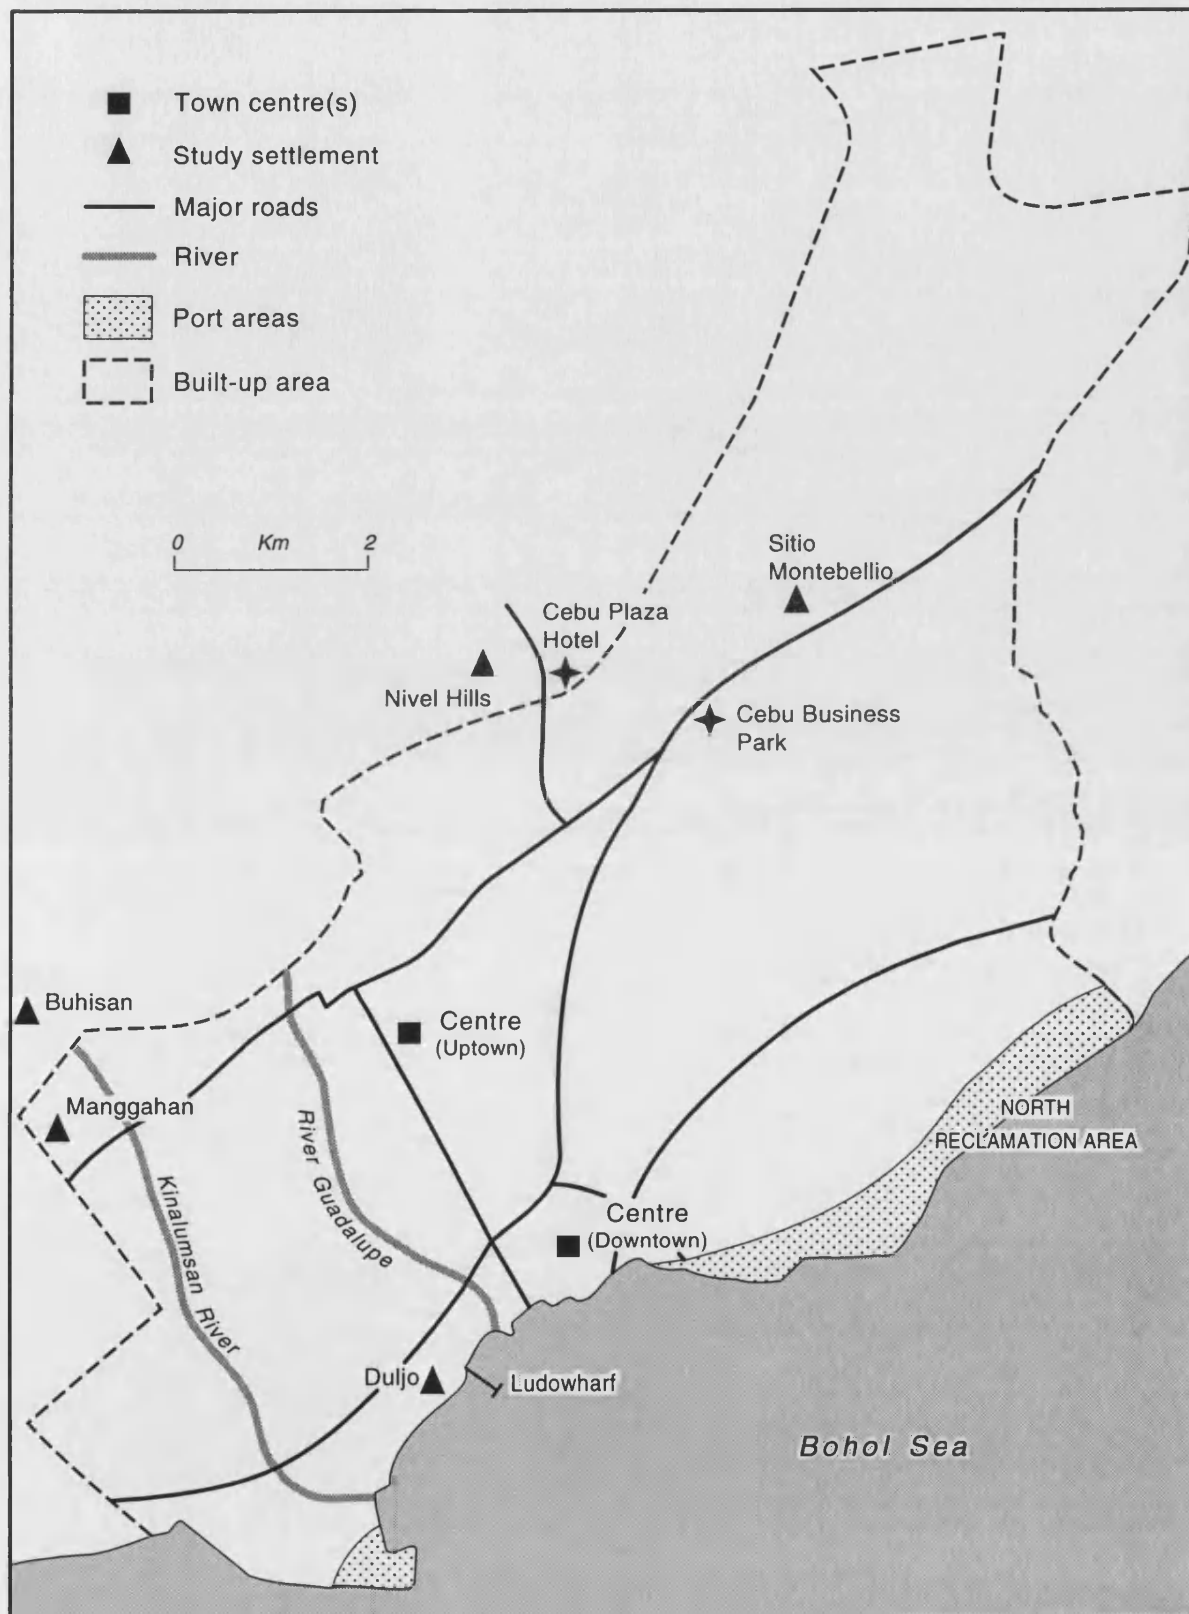 Town centre(s)
Study settlement
Major roads
River
Port areas
Built-up area
0 Km 2
Sitio
Montebellio
Cebu Plaza
Hotel
Nivel Hills
Cebu Business
Park
Buhisan
Centre
(Uptown)
Manggahan
NORTH
RECLAMATION AREA
River Guadalupe
Kinalumsan River
Centre
(Downtown)
Duljo
Ludowharf
Bohol Sea